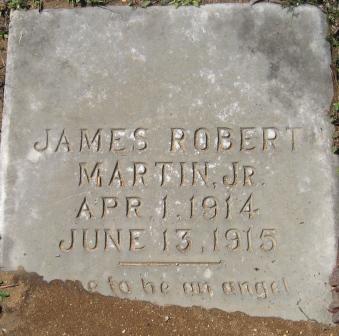 JAMES ROBERT
MARTIN, JR.
APR. 1, 1914
JUNE 13, 1915
to be an angel